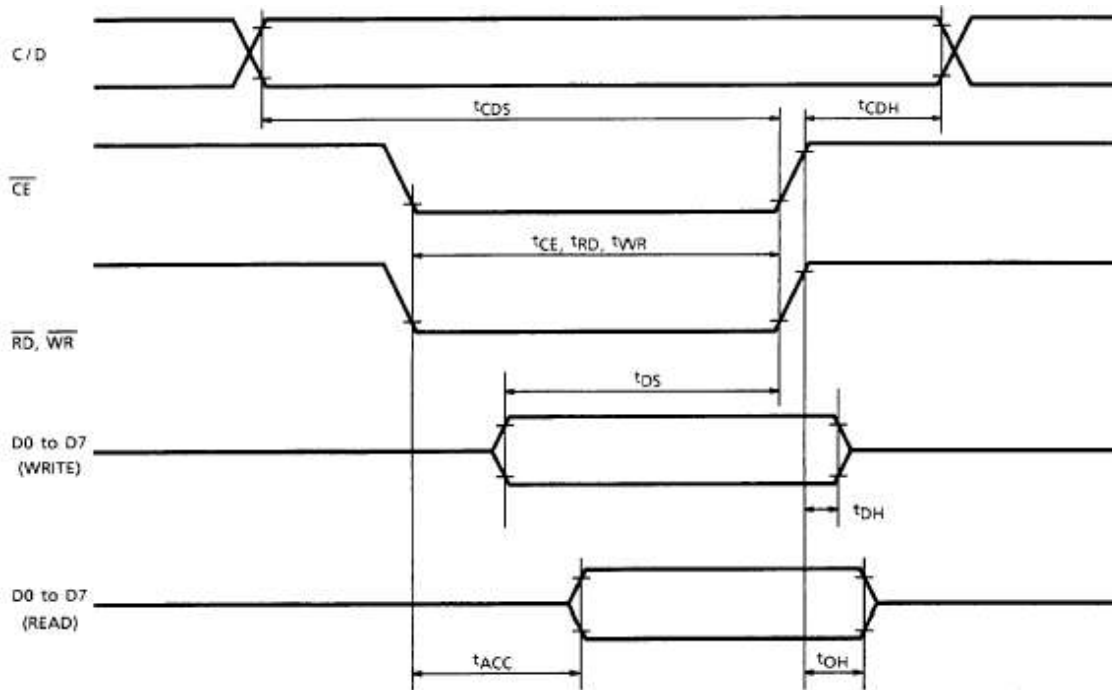 C/D
tCDS
tCDH
CE
tCE, tRD, tWR
RD, WR
tDS
D0 to D7
(WRITE)
tDH
D0 to D7
(READ)
tACC
tOH